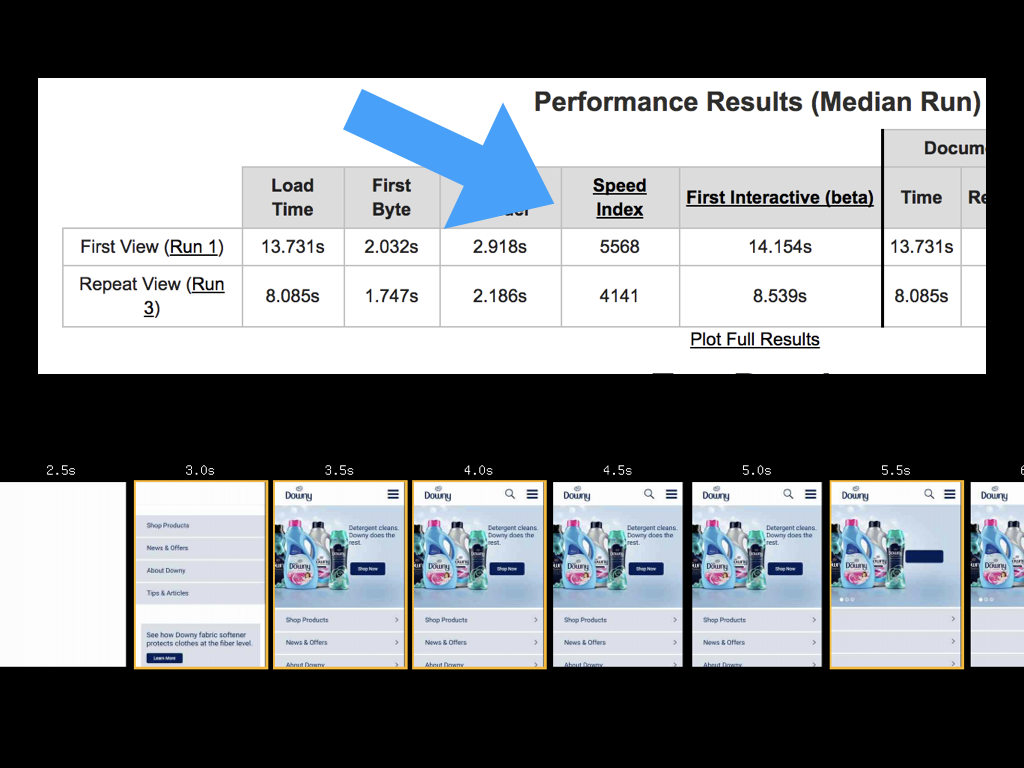 Performance Results (Median Run)
Load Time First Byte Speed Index First Interactive (beta) Time
First View (Run 1) 13.731s 2.032s 2.918s 5568 14.154s 13.731s
Repeat View (Run 3) 8.085s 1.747s 2.186s 4141 8.539s 8.085s
Plot Full Results
2.5s 3.0s 3.5s 4.0s 4.5s 5.0s 5.5s
Shop Products
News & Offers
About Downy
Tips & Articles
See how Downy fabric softener
protects clothes at the fiber level.
Learn More
Downy
Detergent cleans.
Downy does the
rest.
Shop Now
Shop Products
News & Offers
About Downy
Downy
Detergent cleans.
Downy does the
rest.
Shop Now
Shop Products
News & Offers
About Downy
Downy
Detergent cleans.
Downy does the
rest.
Shop Now
Shop Products
News & Offers
About Downy
Downy
Detergent cleans.
Downy does the
rest.
Shop Now
Shop Products
News & Offers
About Downy
Downy
Downy